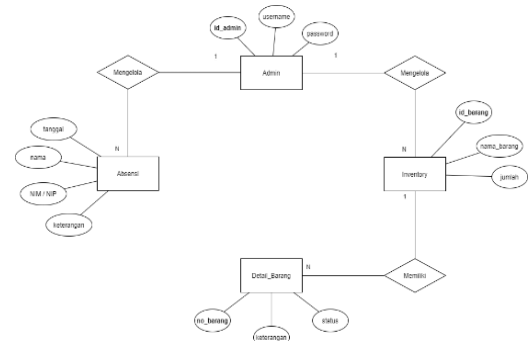 username
id_admin
password
Mengelola
1
Admin
1
Mengelola
tanggal
id_barang
nama
N
N
nama_barang
Absensi
Inventory
NIM / NIP
jumlah
keterangan
1
Detail_Barang
N
Memiliki
no_barang
status
keterangan